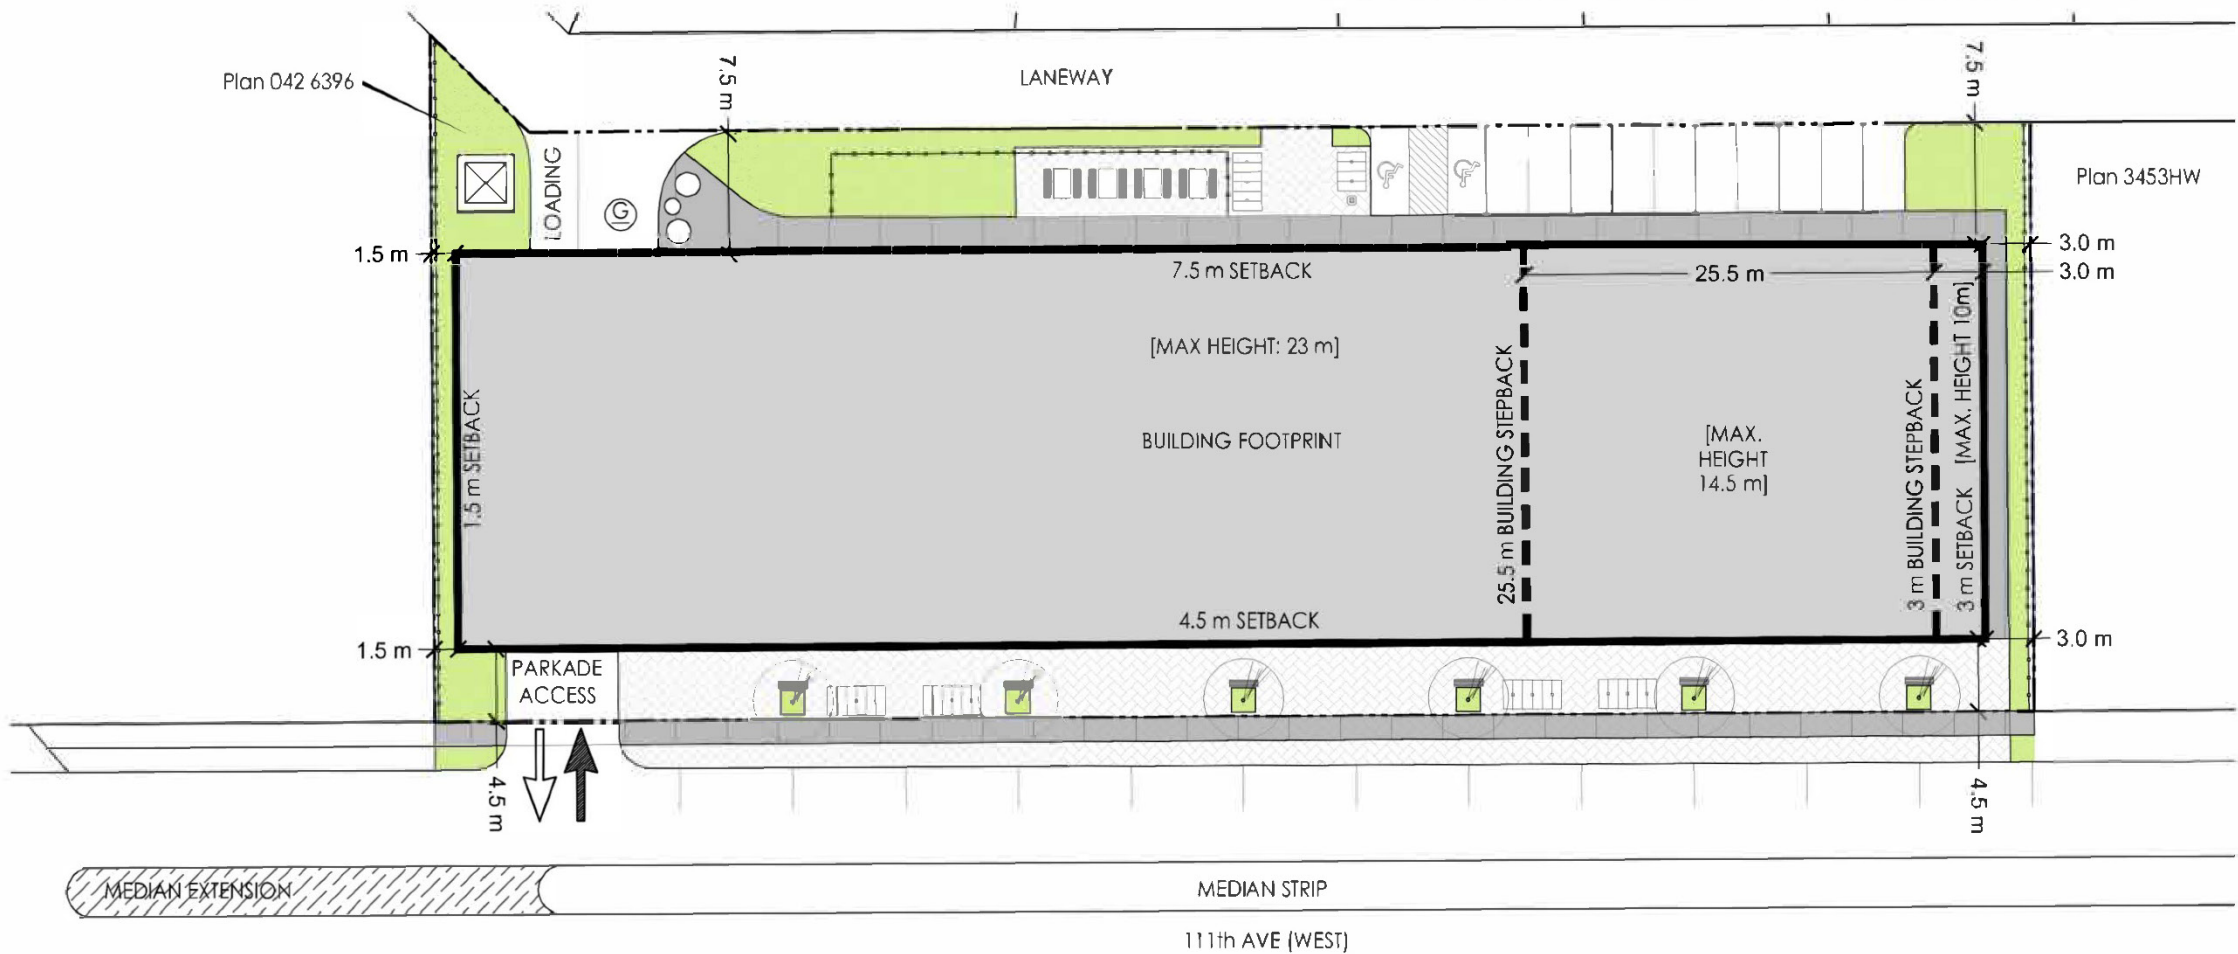 7.5 m
7.5 m
LANEWAY
Plan 042 6396
LOADING
G
Plan 3453HW
1.5 m
3.0 m
7.5 m SETBACK
25.5 m
3.0 m
[MAX HEIGHT: 23 m]
1.5 m SETBACK
BUILDING FOOTPRINT
25.5 m BUILDING STEPBACK
[MAX.
HEIGHT
14.5 m]
3 m BUILDING STEPBACK
3 m SETBACK [MAX. HEIGHT 10m]
4.5 m SETBACK
1.5 m
3.0 m
PARKADE
ACCESS
4.5 m
4.5 m
MEDIAN EXTENSION
MEDIAN STRIP
111th AVE (WEST)